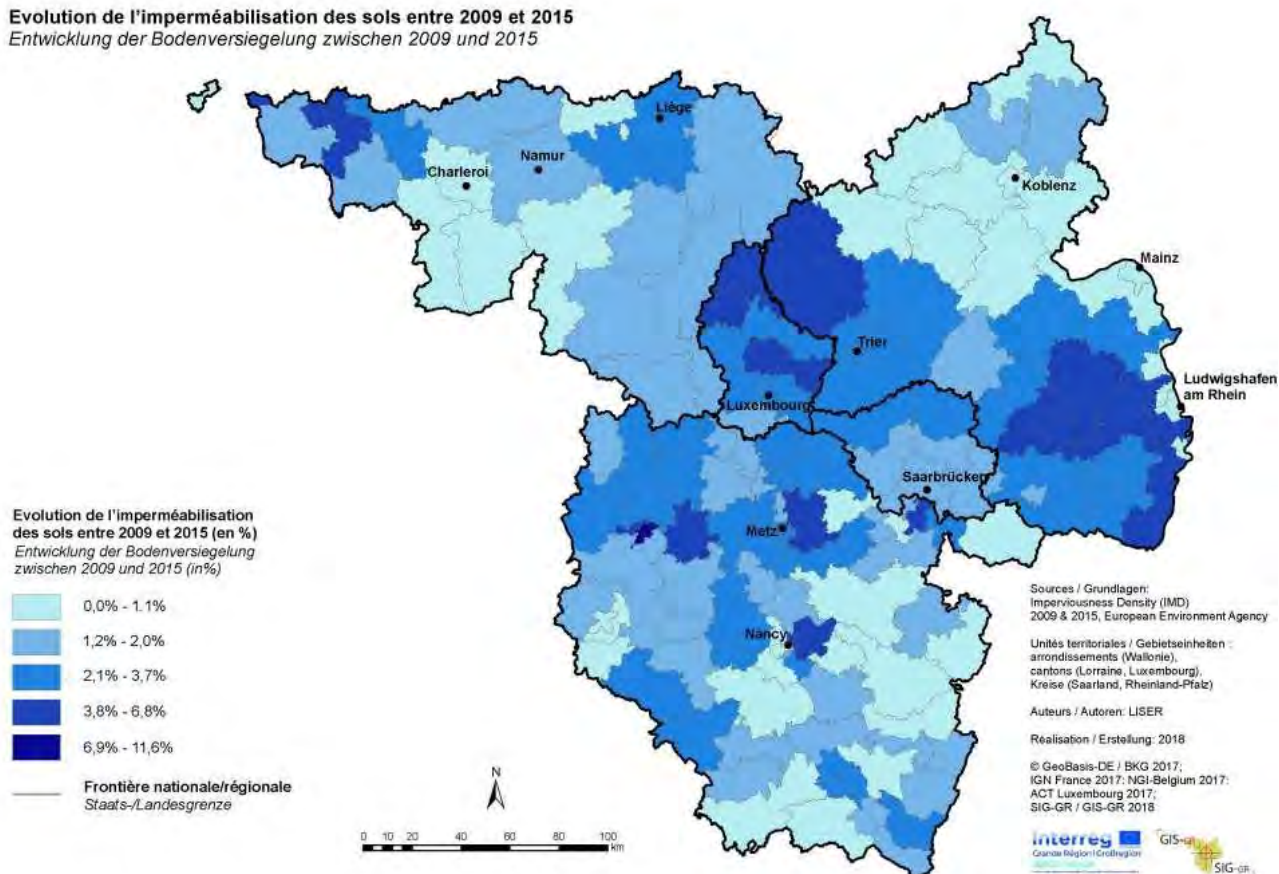 Evolution de l'imperméabilisation des sols entre 2009 et 2015
Entwicklung der Bodenversiegelung zwischen 2009 und 2015
Liège
Charleroi
Namur
Koblenz
Mainz
Trier
Ludwigshafen
am Rhein
Luxembourg
Saarbrücken
Metz
Nancy
Evolution de l'imperméabilisation
des sols entre 2009 et 2015 (en %)
Entwicklung der Bodenversiegelung
zwischen 2009 und 2015 (in%)
0,0% - 1.1%
1,2% - 2,0%
2,1% - 3,7%
3,8% - 6,8%
6,9% - 11,6%
Frontière nationale/régionale
Staats-/Landesgrenze
N
0 10 20 40 60 80 100
km
Sources / Grundlagen:
Imperviousness Density (IMD)
2009 & 2015, European Environment Agency
Unités territoriales / Gebietseinheiten :
arrondissements (Wallonie),
cantons (Lorraine, Luxembourg),
Kreise (Saarland, Rheinland-Pfalz)
Auteurs / Autoren: LISER
Réalisation / Erstellung: 2018
© GeoBasis-DE / BKG 2017;
IGN France 2017; NGI-Belgium 2017:
ACT Luxembourg 2017;
SIG-GR / GIS-GR 2018
Interreg
Grande Région | Großregion
GIS-GR
SIG-GR